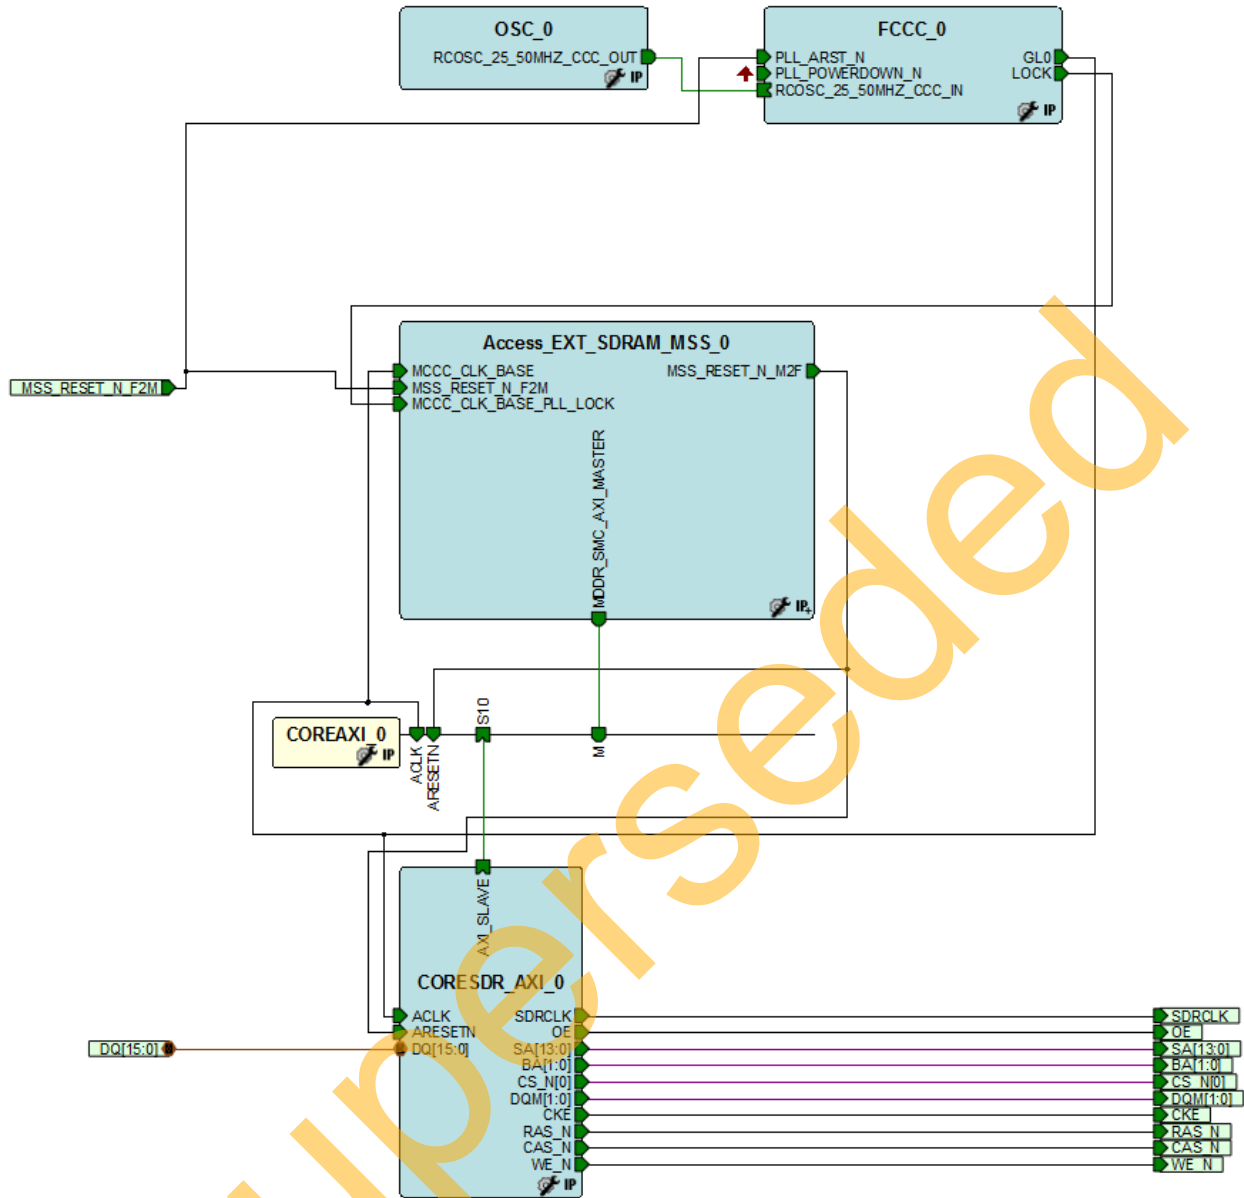 OSC_0
RCOSC_25_50MHZ_CCC_OUT
IP
FCCC_0
PLL_ARST_N
PLL_POWERDOWN_N
RCOSC_25_50MHZ_CCC_IN
GL0
LOCK
IP
MSS_RESET_N_F2M
Access_EXT_SDRAM_MSS_0
MCCC_CLK_BASE
MSS_RESET_N_F2M
MCCC_CLK_BASE_PLL_LOCK
MSS_RESET_N_M2F
MDDR_SMC_AXI_MASTER
IP+
COREAXI_0
IP
ACLK
ARESETN
S10
M
AXI_SLAVE
CORESDR_AXI_0
ACLK
ARESETN
DQ[15:0]
DQ[15:0]
SDRCLK
OE
SA[13:0]
BA[1:0]
CS_N[0]
DQM[1:0]
CKE
RAS_N
CAS_N
WE_N
IP
SDRCLK
OE
SA[13:0]
BA[1:0]
CS_N[0]
DQM[1:0]
CKE
RAS_N
CAS_N
WE_N
uperseded